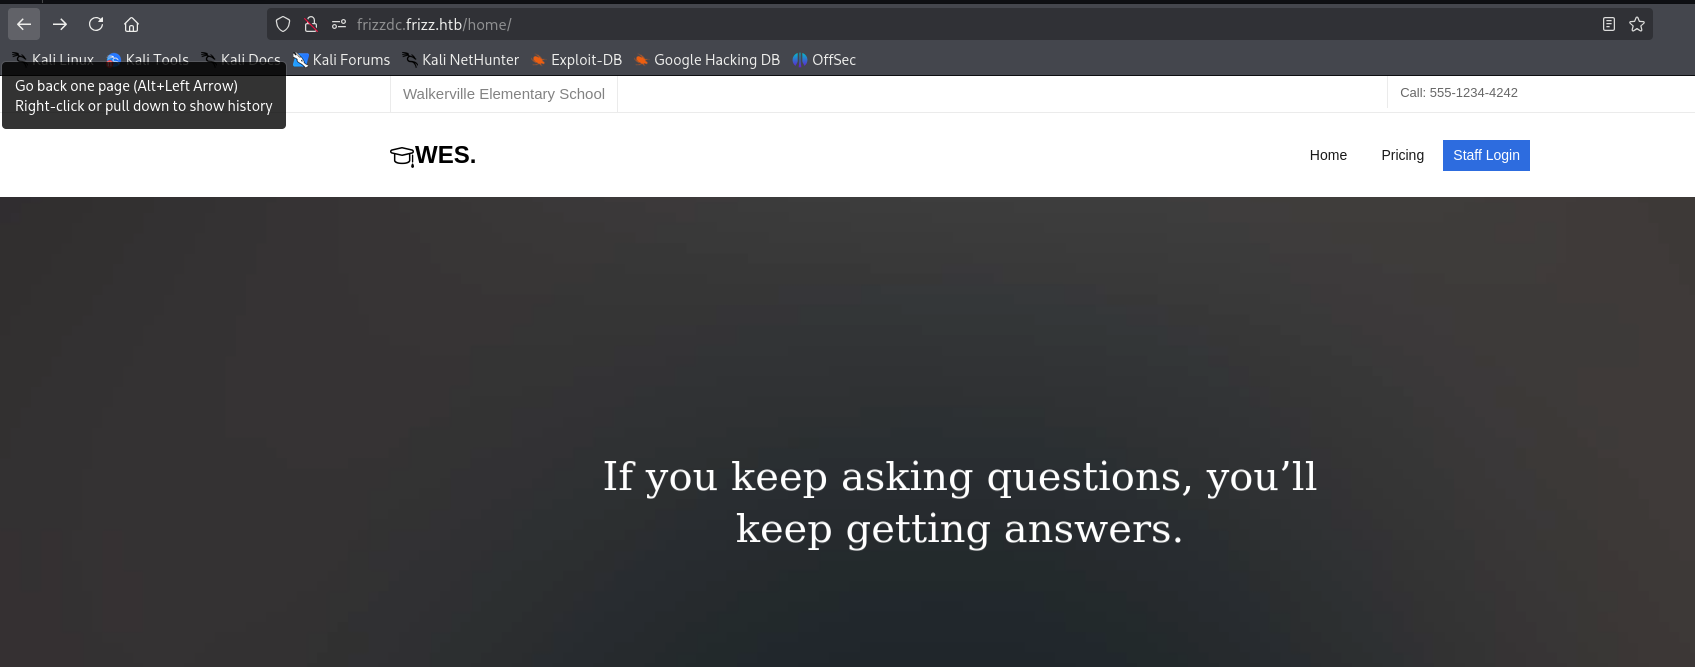 frizzdc.frizz.htb/home/
Kali Linux Kali Tools Kali Docs Kali Forums Kali NetHunter Exploit-DB Google Hacking DB OffSec
Go back one page (Alt+Left Arrow)
Right-click or pull down to show history
Walkerville Elementary School Call: 555-1234-4242
WES. Home Pricing Staff Login
If you keep asking questions, you’ll
keep getting answers.